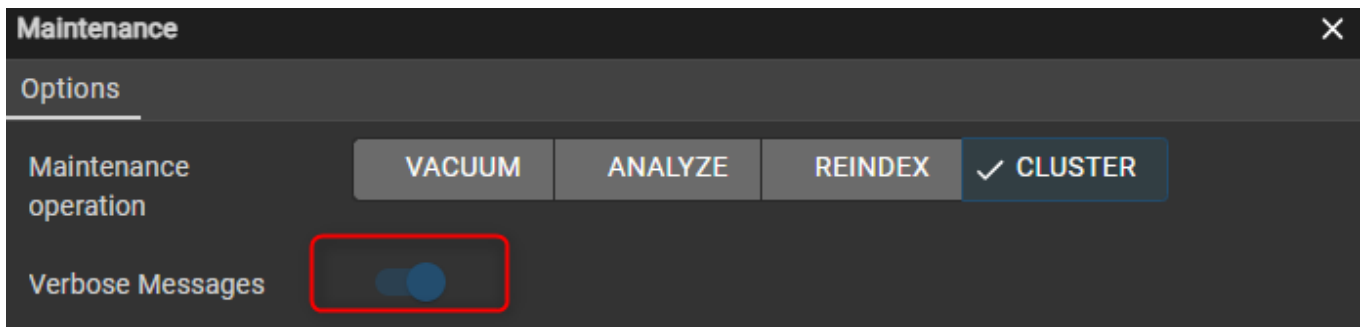 Maintenance
Options
Maintenance operation VACUUM ANALYZE REINDEX CLUSTER
Verbose Messages